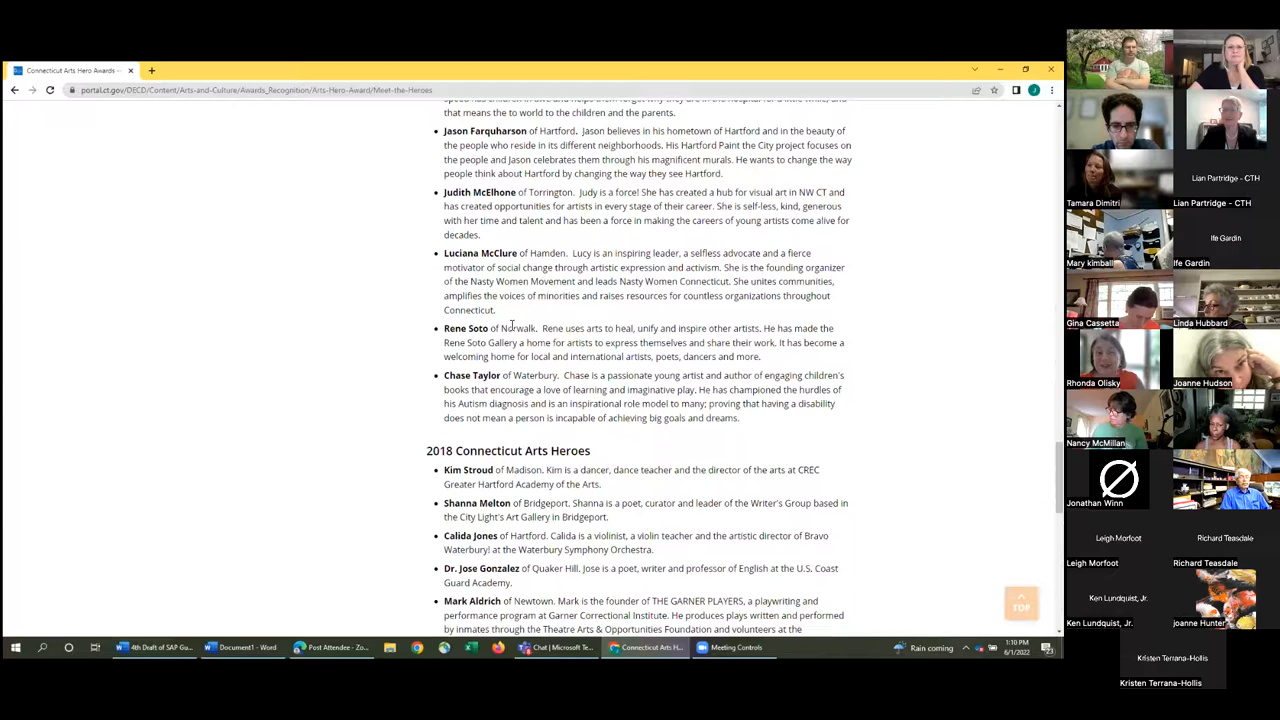 Connecticut Arts Hero Awards
portal.ct.gov/DECD/Content/Arts-and-Culture/Awards_Recognition/Arts-Hero-Award/Meet-the-Heroes
that means the to world to the children and the parents.
Jason Farquharson of Hartford. Jason believes in his hometown of Hartford and in the beauty of
the people who reside in its different neighborhoods. His Hartford Paint the City project focuses on
the people and Jason celebrates them through his magnificent murals. He wants to change the way
people think about Hartford by changing the way they see Hartford.
Judith McElhone of Torrington. Judy is a force! She has created a hub for visual art in NW CT and
has created opportunities for artists in every stage of their career. She is self-less, kind, generous
with her time and talent and has been a force in making the careers of young artists come alive for
decades.
Luciana McClure of Hamden. Lucy is an inspiring leader, a selfless advocate and a fierce
motivator of social change through artistic expression and activism. She is the founding organizer
of the Nasty Women Movement and leads Nasty Women Connecticut. She unites communities,
amplifies the voices of minorities and raises resources for countless organizations throughout
Connecticut.
Rene Soto of Norwalk. Rene uses arts to heal, unify and inspire other artists. He has made the
Rene Soto Gallery a home for artists to express themselves and share their work. It has become a
welcoming home for local and international artists, poets, dancers and more.
Chase Taylor of Waterbury. Chase is a passionate young artist and author of engaging children's
books that encourage a love of learning and imaginative play. He has championed the hurdles of
his Autism diagnosis and is an inspirational role model to many; proving that having a disability
does not mean a person is incapable of achieving big goals and dreams.
2018 Connecticut Arts Heroes
Kim Stroud of Madison. Kim is a dancer, dance teacher and the director of the arts at CREC
Greater Hartford Academy of the Arts.
Shanna Melton of Bridgeport. Shanna is a poet, curator and leader of the Writer's Group based in
the City Light's Art Gallery in Bridgeport.
Calida Jones of Hartford. Calida is a violinist, a violin teacher and the artistic director of Bravo
Waterbury! at the Waterbury Symphony Orchestra.
Dr. Jose Gonzalez of Quaker Hill. Jose is a poet, writer and professor of English at the U.S. Coast
Guard Academy.
Mark Aldrich of Newtown. Mark is the founder of THE GARNER PLAYERS, a playwriting and
performance program at Garner Correctional Institute. He produces plays written and performed
by inmates through the Theatre Arts & Opportunities Foundation and volunteers at the
TOP
J
4th Draft of SAP Gu...
Document1 - Word
Post Attendee - Zo...
Chat | Microsoft Te...
Connecticut Arts H...
Meeting Controls
Rain coming
1:10 PM
6/1/2022
23
Tamara Dimitri
Lian Partridge - CTH
Lian Partridge - CTH
Mary kimball
Ife Gardin
Ife Gardin
Gina Cassetta
Linda Hubbard
Rhonda Olisky
Joanne Hudson
Nancy McMillan
Jonathan Winn
Leigh Morfoot
Leigh Morfoot
Richard Teasdale
Richard Teasdale
Ken Lundquist, Jr.
Ken Lundquist, Jr.
joanne Hunter
Kristen Terrana-Hollis
Kristen Terrana-Hollis